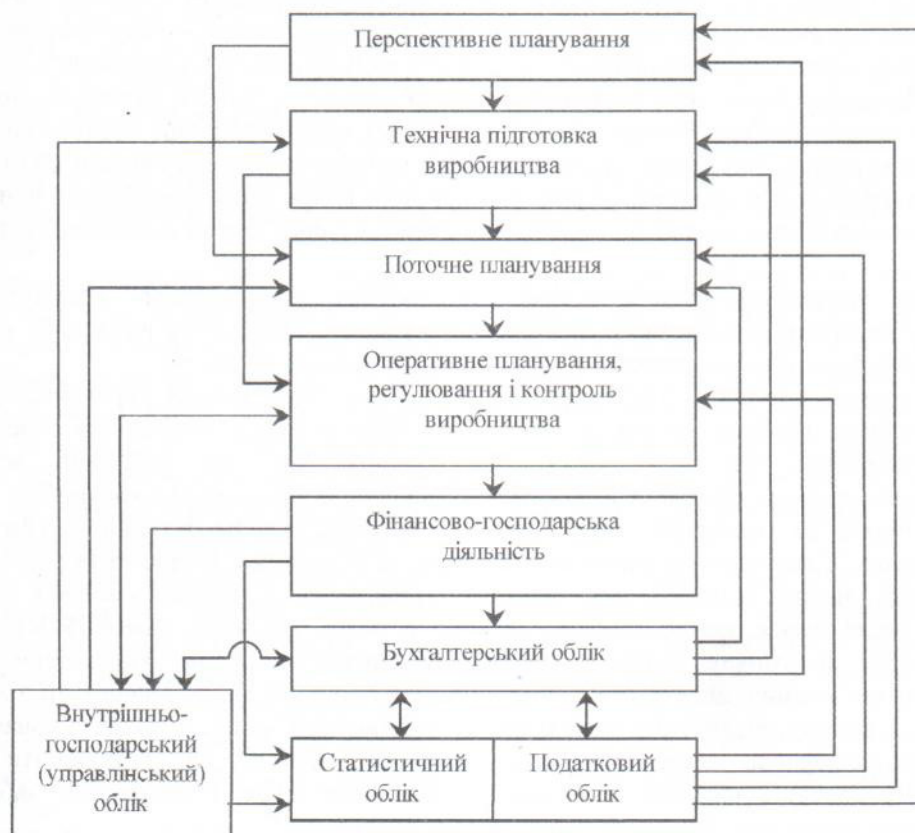 Перспективне планування
Технічна підготовка
виробництва
Поточне планування
Оперативне планування,
регулювання і контроль
виробництва
Фінансово-господарська
діяльність
Бухгалтерський облік
Внутрішньо-
господарський
(управлінський)
облік
Статистичний
облік
Податковий
облік